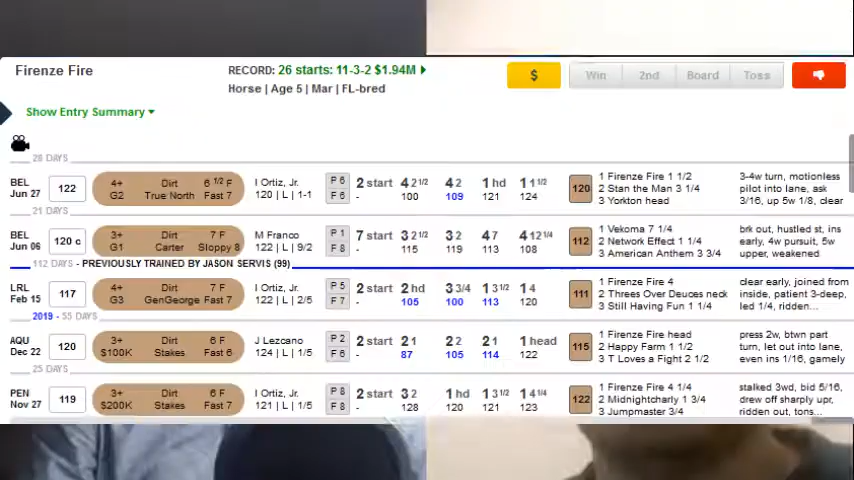 Firenze Fire
RECORD: 26 starts: 11-3-2 $1.94M
$ Win 2nd Board Toss
Horse | Age 5 | Mar | FL-bred
Show Entry Summary
28 DAYS
BEL Jun 27 122 4+ G2 Dirt True North 6 1/2 F Fast 7 I Ortiz, Jr. 120 | L | 1-1 P 6 F 6 2 start - 4 2 1/2 100 4 2 109 1 hd 121 1 1 1/2 124 120 1 Firenze Fire 1 1/2 3-4w turn, motionless
2 Stan the Man 3 1/4 pilot into lane, ask
3 Yorkton head 3/16, up 5w 1/8, clear
21 DAYS
BEL Jun 06 120 c 3+ G1 Dirt Carter 7 F Sloppy 8 M Franco 122 | L | 9/2 P 1 F 8 7 start - 3 2 1/2 115 3 2 119 4 7 113 4 12 1/4 108 112 1 Vekoma 7 1/4 brk out, hustled st, ins
2 Network Effect 1 1/4 early, 4w pursuit, 5w
3 American Anthem 3 3/4 upper, weakened
112 DAYS - PREVIOUSLY TRAINED BY JASON SERVIS (99)
LRL Feb 15 117 3+ G3 Dirt GenGeorge 7 F Fast 7 I Ortiz, Jr. 122 | L | 2/5 P 5 F 7 2 start - 2 hd 105 3 3/4 100 1 3 1/2 113 1 4 120 111 1 Firenze Fire 4 clear early, joined from
2 Threes Over Deuces neck inside, patient 3-deep,
3 Still Having Fun 1 1/4 led 1/4, ridden...
2019 - 55 DAYS
AQU Dec 22 120 3+ $100K Dirt Stakes 6 F Fast 6 J Lezcano 124 | L | 1/5 P 2 F 6 2 start - 2 1 87 2 2 105 2 1 114 1 head 122 115 1 Firenze Fire head press 2w, btwn part
2 Happy Farm 1 1/2 turn, let out into lane,
3 T Loves a Fight 2 1/2 even ins 1/16, gamely
25 DAYS
PEN Nov 27 119 3+ $200K Dirt Stakes 6 F Fast 7 I Ortiz, Jr. 121 | L | 1/5 P 8 F 8 2 start - 3 2 128 1 hd 120 1 3 1/2 121 1 4 1/4 123 122 1 Firenze Fire 4 1/4 stalked 3wd, bid 5/16,
2 Midnightcharly 1 3/4 drew off sharply up,
3 Jumpmaster 3/4 ridden out, tons...